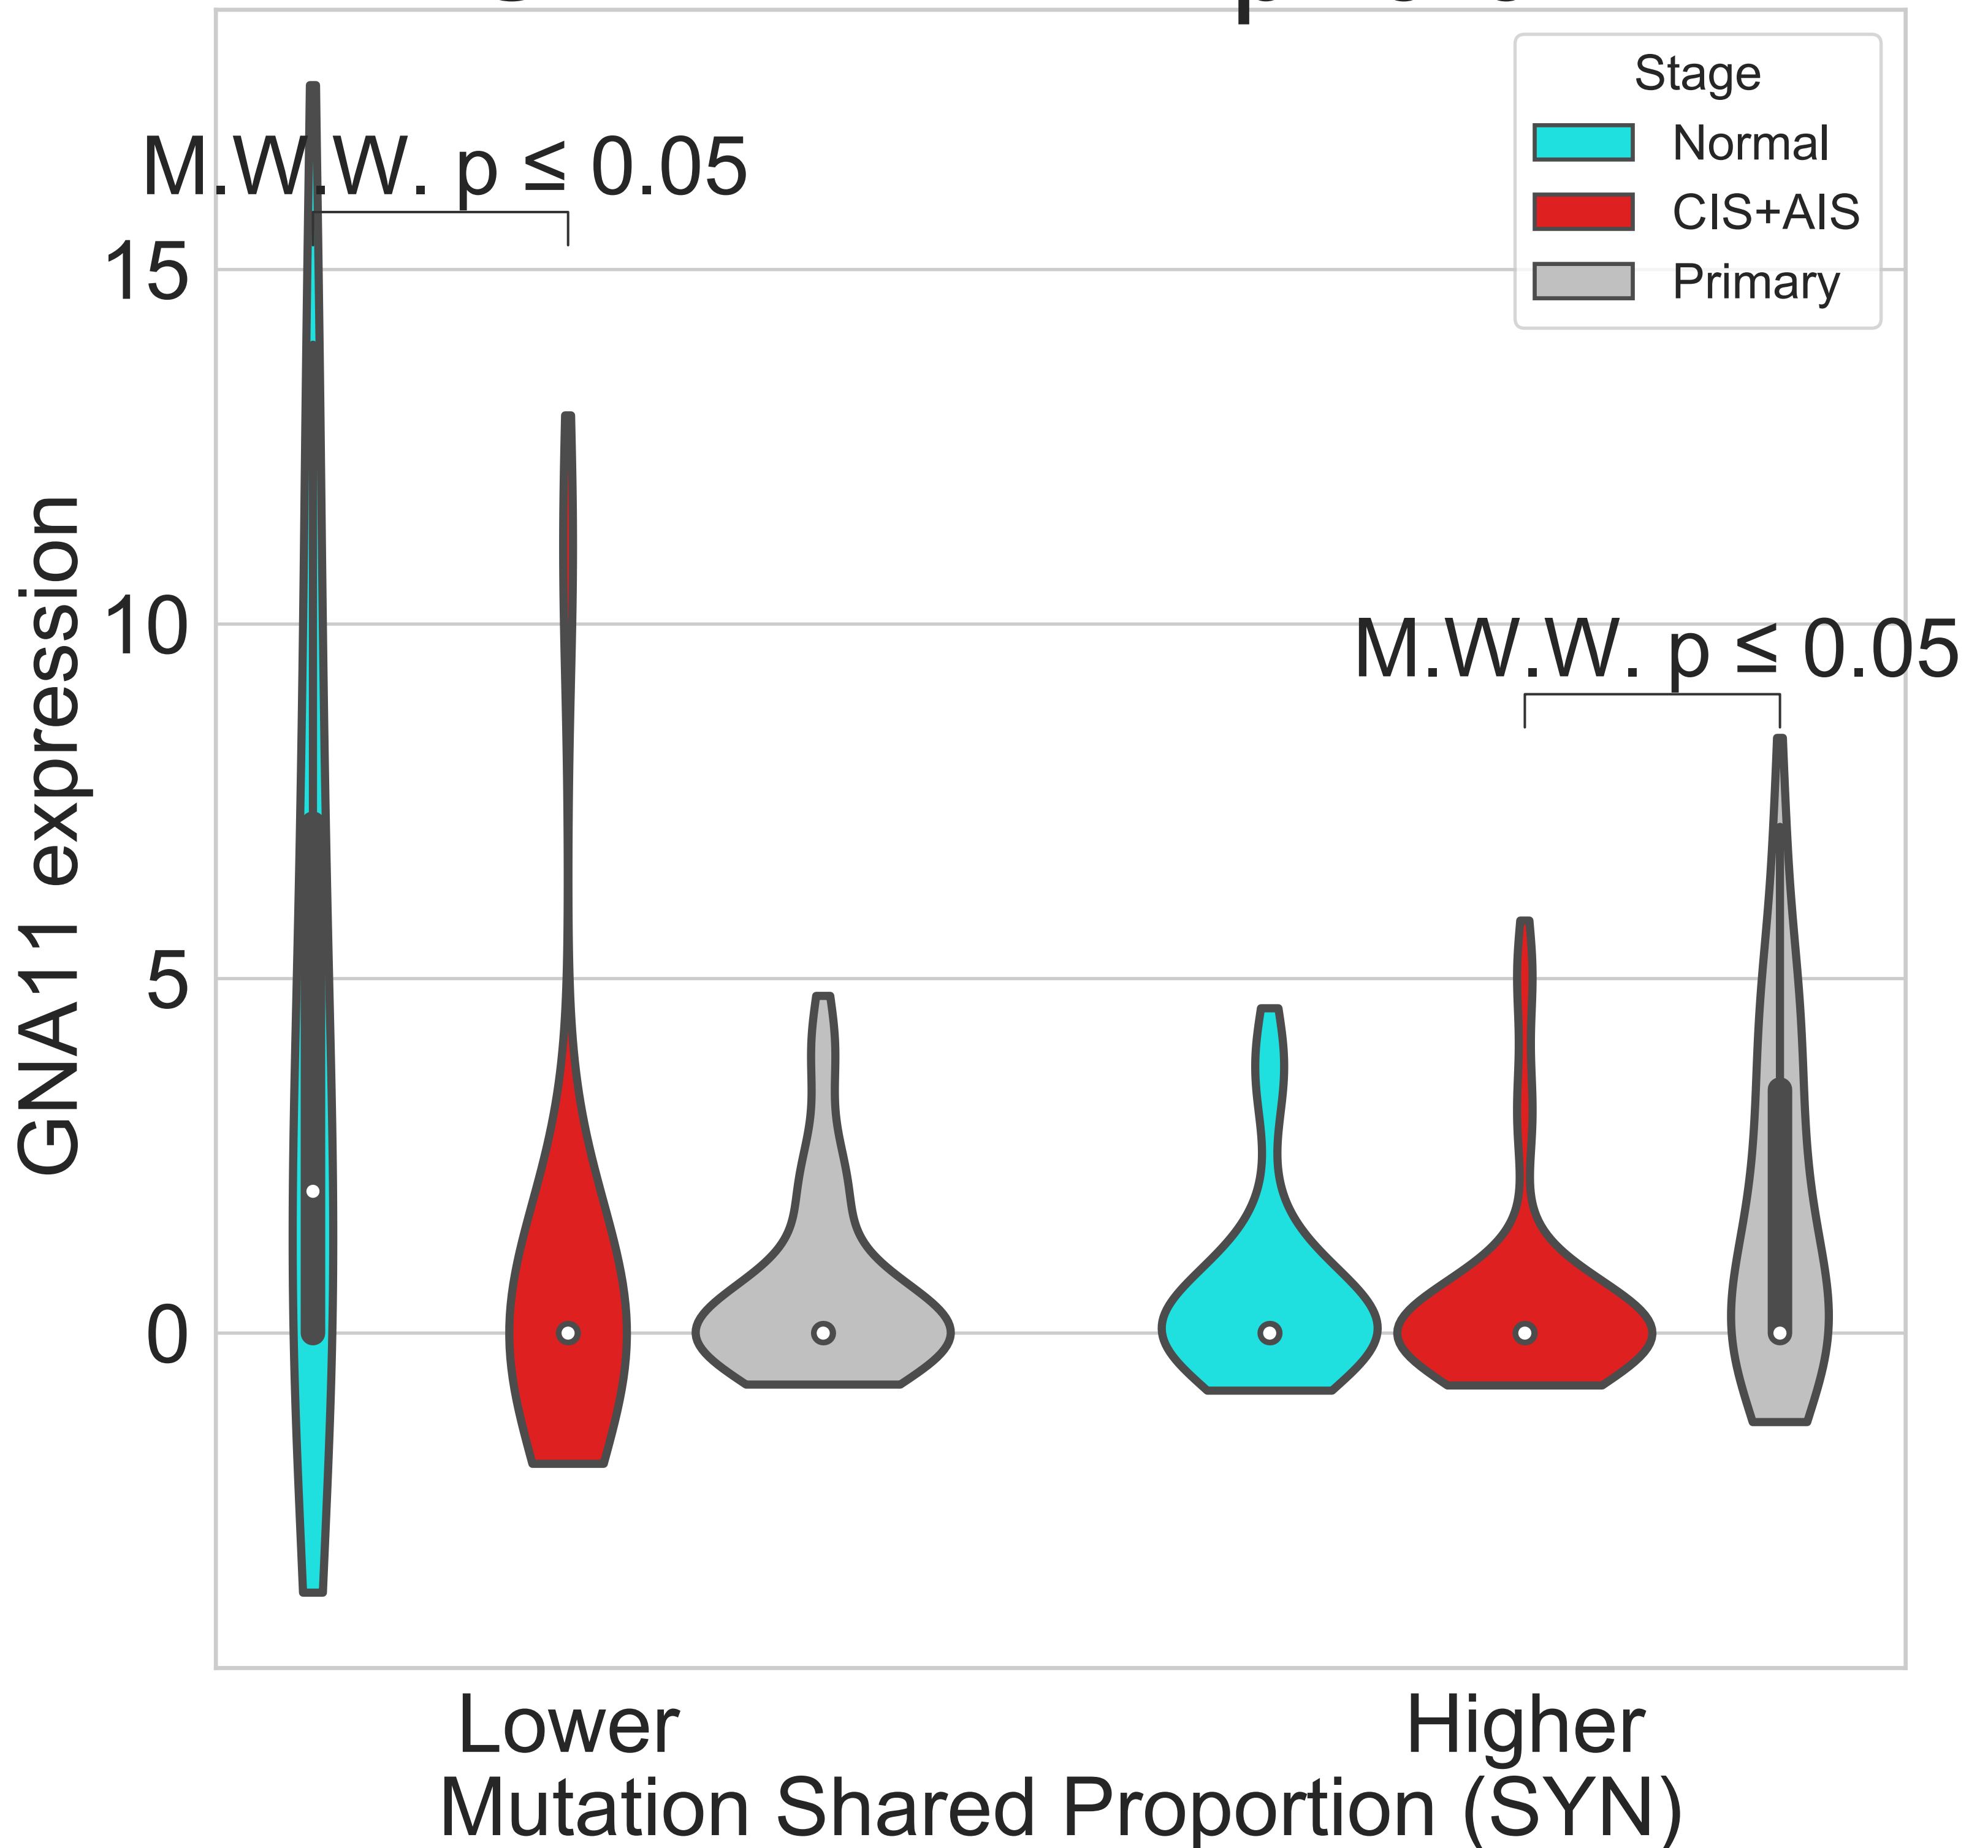 Stage
Normal
CIS+AIS
Primary
M.W.W. p ≤ 0.05
M.W.W. p ≤ 0.05
15
10
5
0
GNA11 expression
Lower
Higher
Mutation Shared Proportion (SYN)